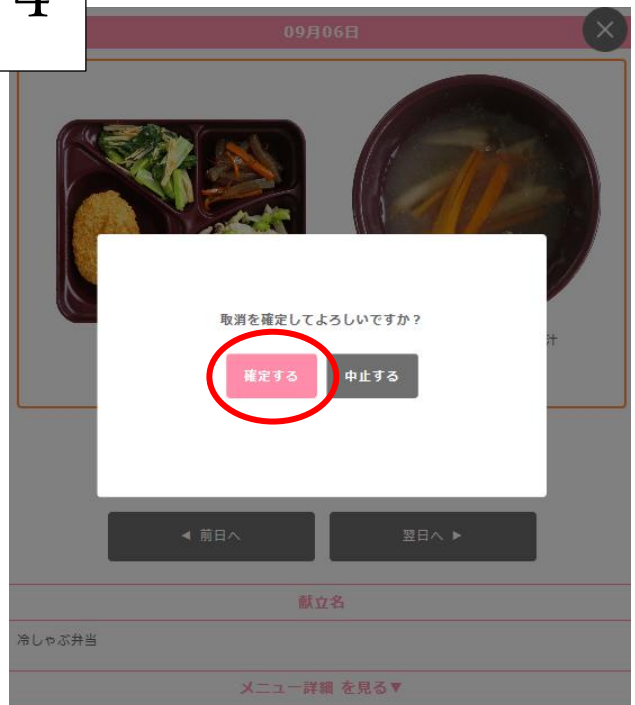 4
09月06日
汁
取消を確定してよろしいですか？
確定する
中止する
◀ 前日へ
翌日へ ▶
献立名
冷しゃぶ弁当
メニュー詳細 を見る▼